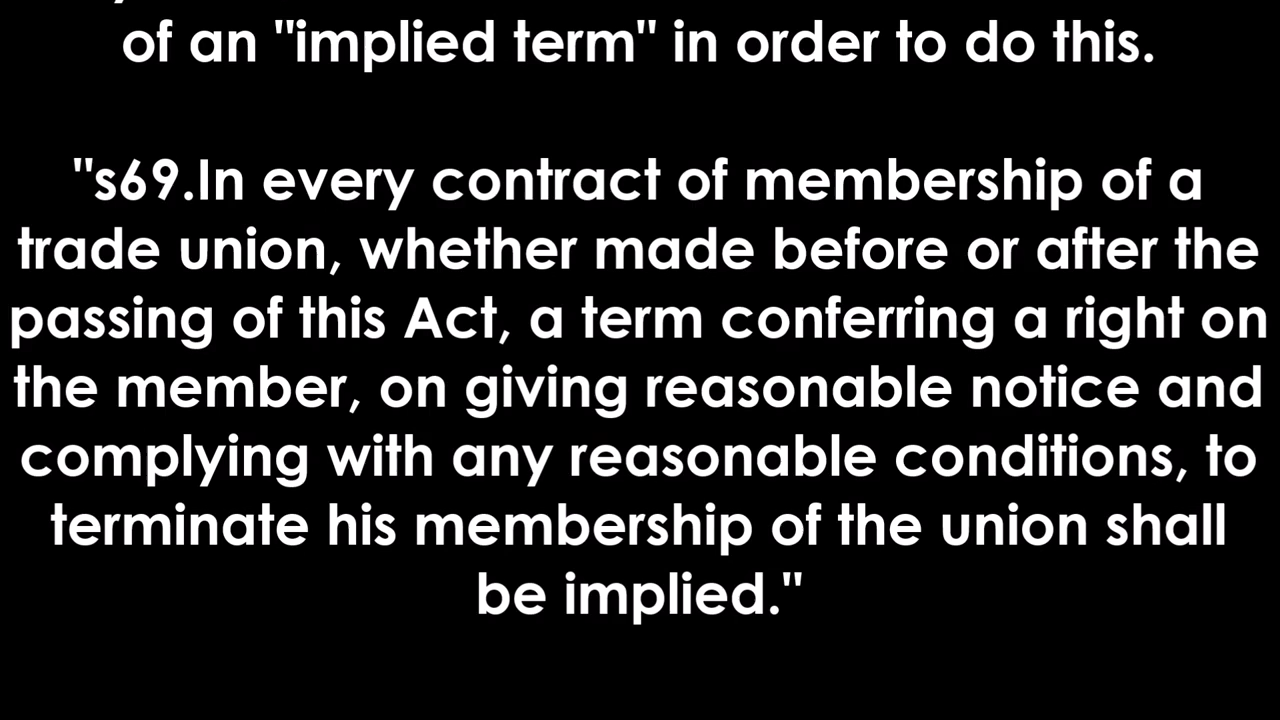 of an "implied term" in order to do this.
"s69.In every contract of membership of a
trade union, whether made before or after the
passing of this Act, a term conferring a right on
the member, on giving reasonable notice and
complying with any reasonable conditions, to
terminate his membership of the union shall
be implied."